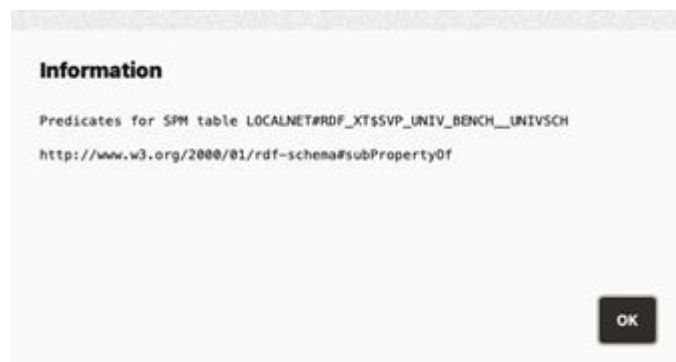 Information
Predicates for SPM table LOCALNET#RDF_XT$SVP_UNIV_BENCH__UNIVSCH
http://www.w3.org/2000/01/rdf-schema#subPropertyOf
OK